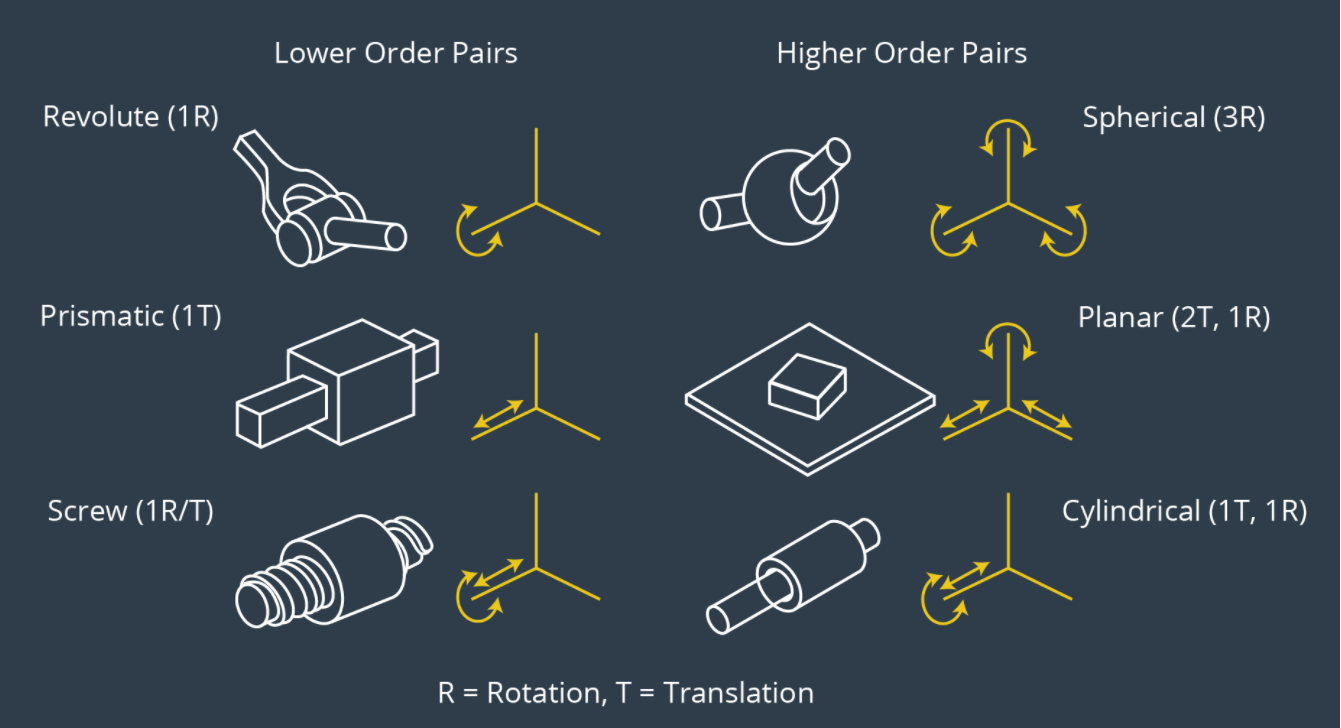 Lower Order Pairs
Higher Order Pairs
Revolute (1R)
Spherical (3R)
Prismatic (1T)
Planar (2T, 1R)
Screw (1R/T)
Cylindrical (1T, 1R)
R = Rotation, T = Translation